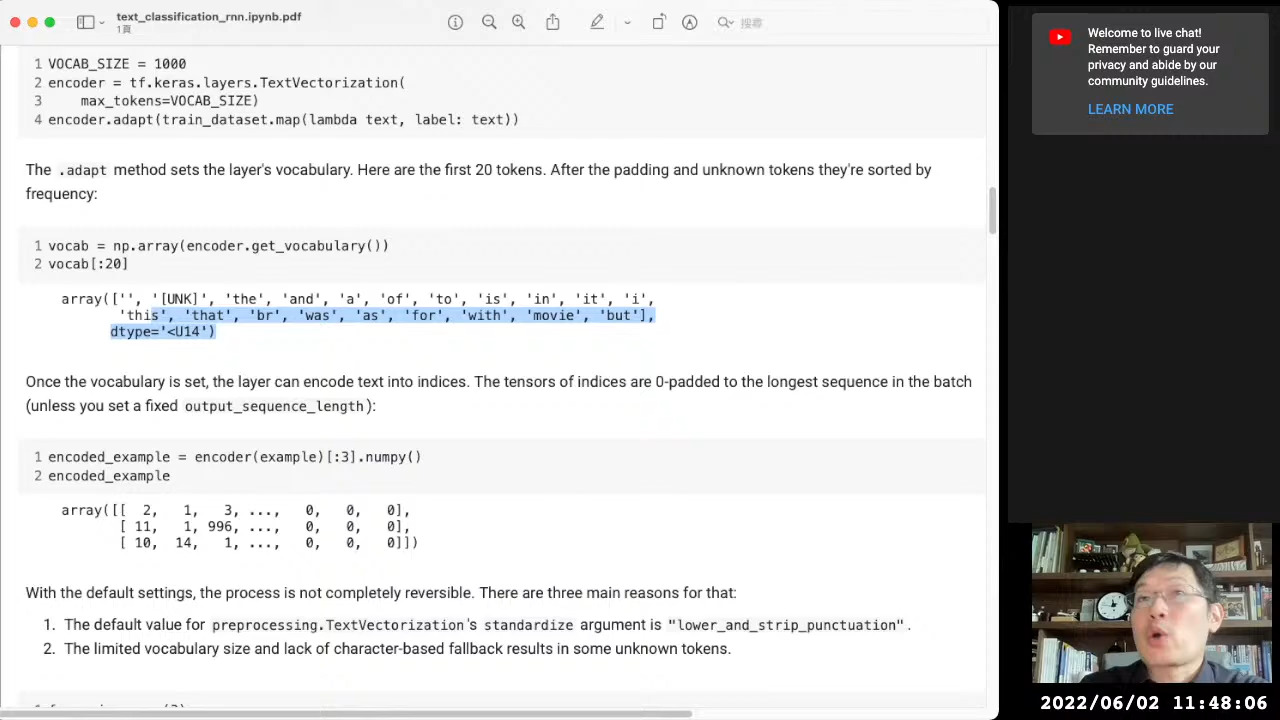 text_classification_rnn.ipynb.pdf
1頁
搜尋
1 VOCAB_SIZE = 1000
2 encoder = tf.keras.layers.TextVectorization(
3 max_tokens=VOCAB_SIZE)
4 encoder.adapt(train_dataset.map(lambda text, label: text))
The .adapt method sets the layer's vocabulary. Here are the first 20 tokens. After the padding and unknown tokens they're sorted by
frequency:
1 vocab = np.array(encoder.get_vocabulary())
2 vocab[:20]
array(['', '[UNK]', 'the', 'and', 'a', 'of', 'to', 'is', 'in', 'it', 'i',
'this', 'that', 'br', 'was', 'as', 'for', 'with', 'movie', 'but'],
dtype='<U14')
Once the vocabulary is set, the layer can encode text into indices. The tensors of indices are 0-padded to the longest sequence in the batch
(unless you set a fixed output_sequence_length):
1 encoded_example = encoder(example)[:3].numpy()
2 encoded_example
array([[ 2, 1, 3, ..., 0, 0, 0],
[ 11, 1, 996, ..., 0, 0, 0],
[ 10, 14, 1, ..., 0, 0, 0]])
With the default settings, the process is not completely reversible. There are three main reasons for that:
1. The default value for preprocessing.TextVectorization's standardize argument is "lower_and_strip_punctuation".
2. The limited vocabulary size and lack of character-based fallback results in some unknown tokens.
Welcome to live chat!
Remember to guard your
privacy and abide by our
community guidelines.
LEARN MORE
2022/06/02 11:48:06